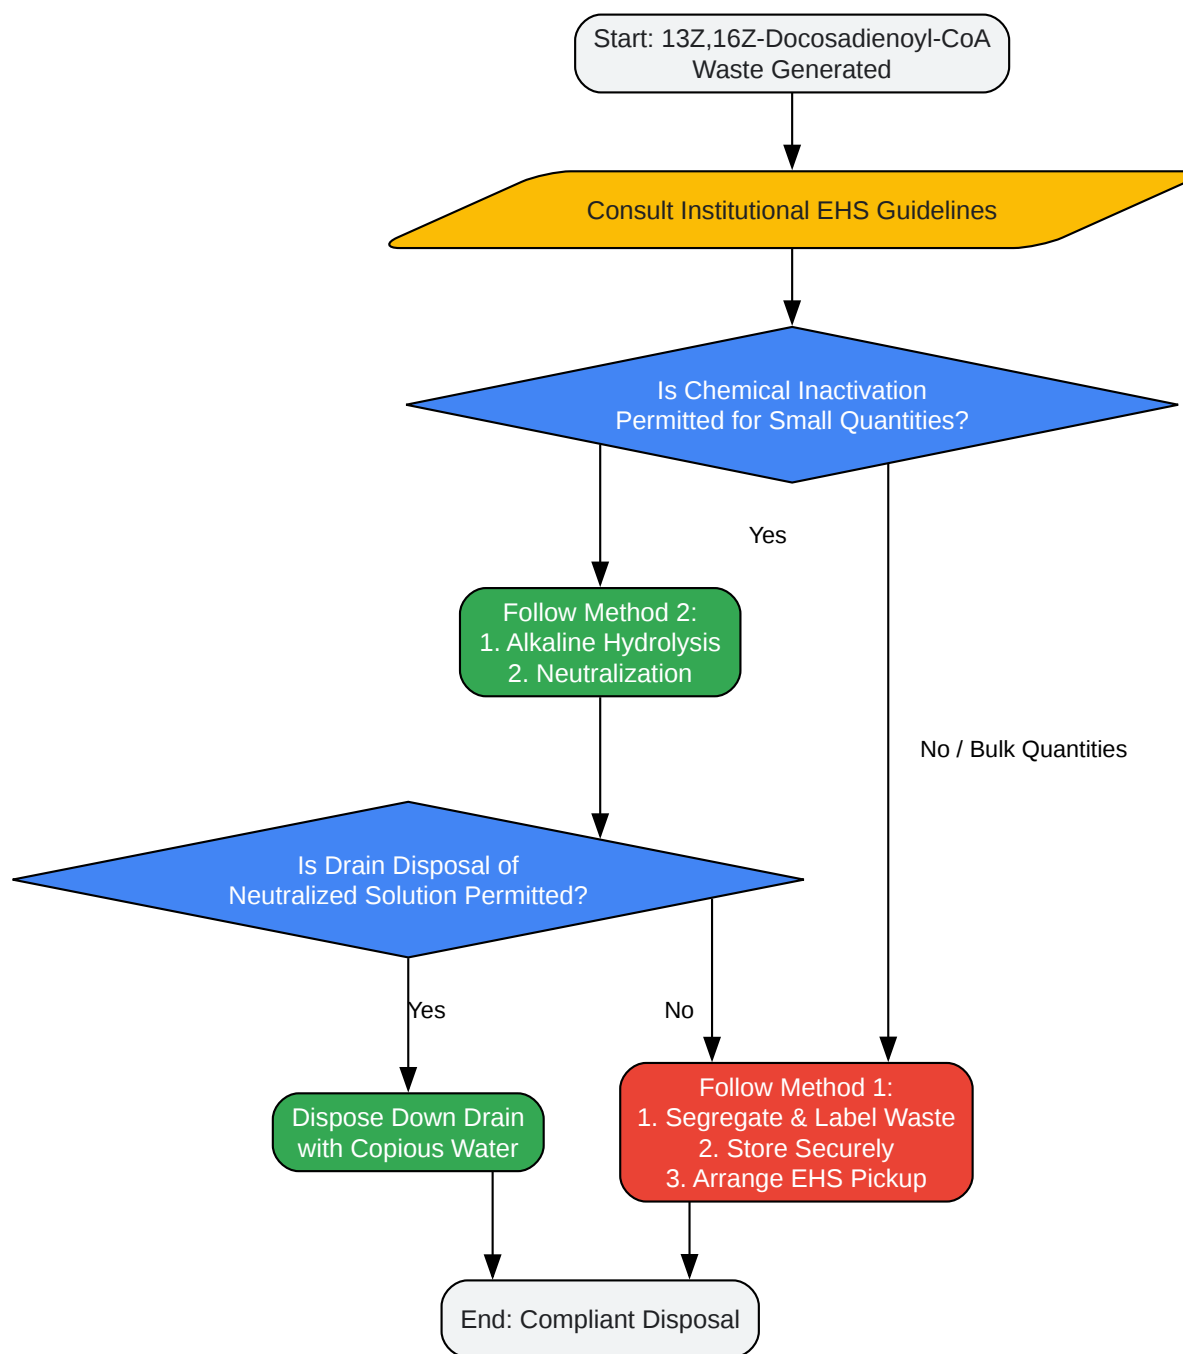 Start: 13Z,16Z-Docosadienoyl-CoA
Waste Generated
Consult Institutional EHS Guidelines
Is Chemical Inactivation
Permitted for Small Quantities?
Yes
Follow Method 2:
1. Alkaline Hydrolysis
2. Neutralization
No / Bulk Quantities
Is Drain Disposal of
Neutralized Solution Permitted?
Yes
No
Dispose Down Drain
with Copious Water
Follow Method 1:
1. Segregate & Label Waste
2. Store Securely
3. Arrange EHS Pickup
End: Compliant Disposal